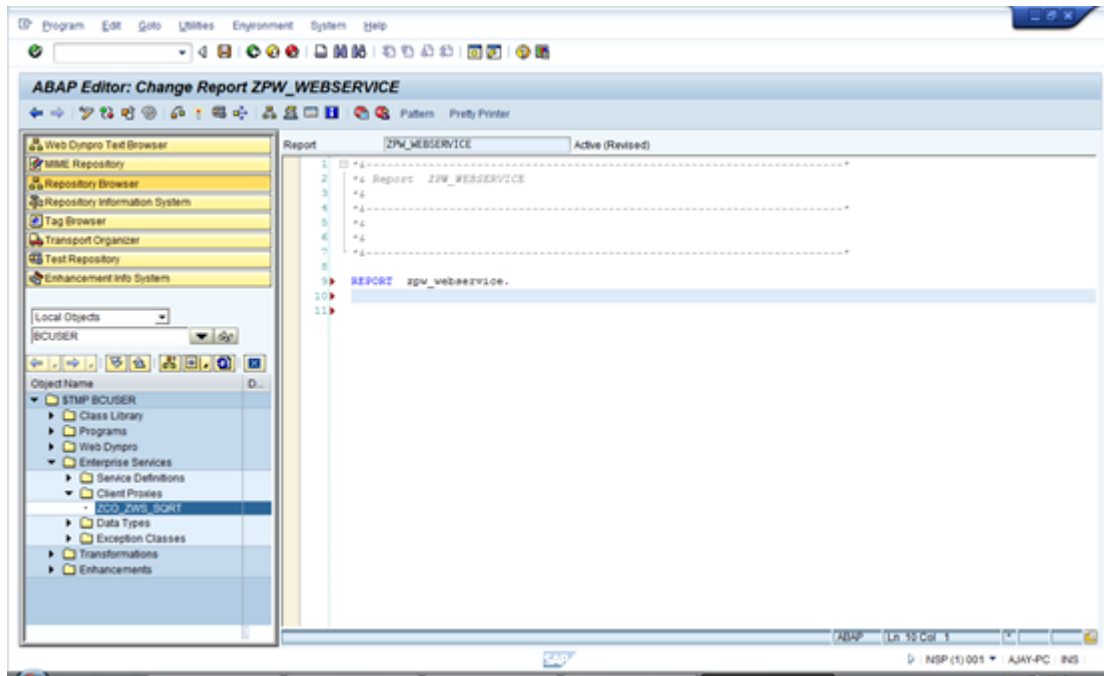 Program Edit Goto Utilities Environment System Help
ABAP Editor: Change Report ZPW_WEBSERVICE
Pattern Pretty Printer
Web Dynpro Text Browser
MIME Repository
Repository Browser
Repository Information System
Tag Browser
Transport Organizer
Test Repository
Enhancement Info System
Local Objects
BCUSER
Object Name D...
$TMP BCUSER
Class Library
Programs
Web Dynpro
Enterprise Services
Service Definitions
Client Proxies
ZCO_ZWS_SQRT
Data Types
Exception Classes
Transformations
Enhancements
Report ZPW_WEBSERVICE Active (Revised)
1 *&---------------------------------------------------------------------*
2 *& Report ZPW_WEBSERVICE
3 *&
4 *&---------------------------------------------------------------------*
5 *&
6 *&
7 *&---------------------------------------------------------------------*
8
9 REPORT zpw_webservice.
10
11
ABAP Ln 10 Col 1 *
SAP
NSP (1) 001 AJAY-PC INS